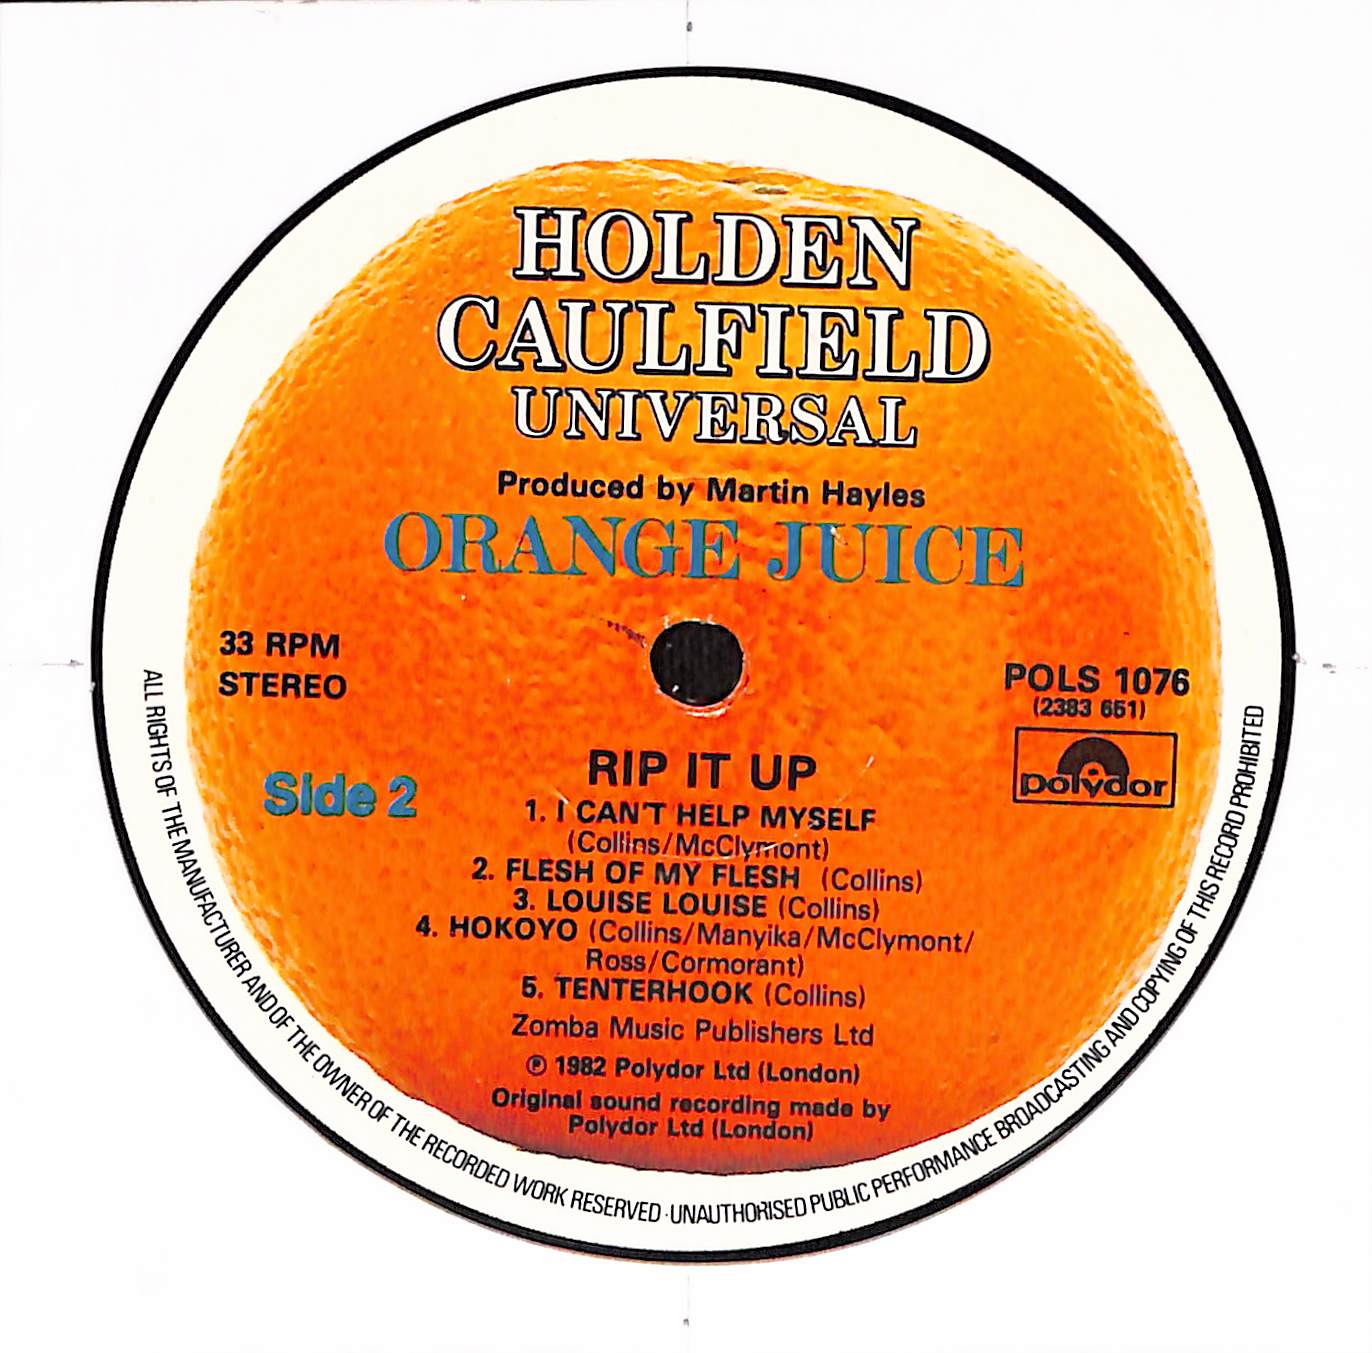 HOLDEN
CAULFIELD
UNIVERSAL
Produced by Martin Hayles
ORANGE JUICE
33 RPM
STEREO
POLS 1076
(2383 651)
polydor
Side 2
RIP IT UP
1. I CAN'T HELP MYSELF
(Collins/McClymont)
2. FLESH OF MY FLESH (Collins)
3. LOUISE LOUISE (Collins)
4. HOKOYO (Collins/Manyika/McClymont/
Ross/Cormorant)
5. TENTERHOOK (Collins)
Zomba Music Publishers Ltd
℗ 1982 Polydor Ltd (London)
Original sound recording made by
Polydor Ltd (London)
ALL RIGHTS OF THE MANUFACTURER AND OF THE OWNER OF THE RECORDED WORK RESERVED · UNAUTHORISED PUBLIC PERFORMANCE BROADCASTING AND COPYING OF THIS RECORD PROHIBITED